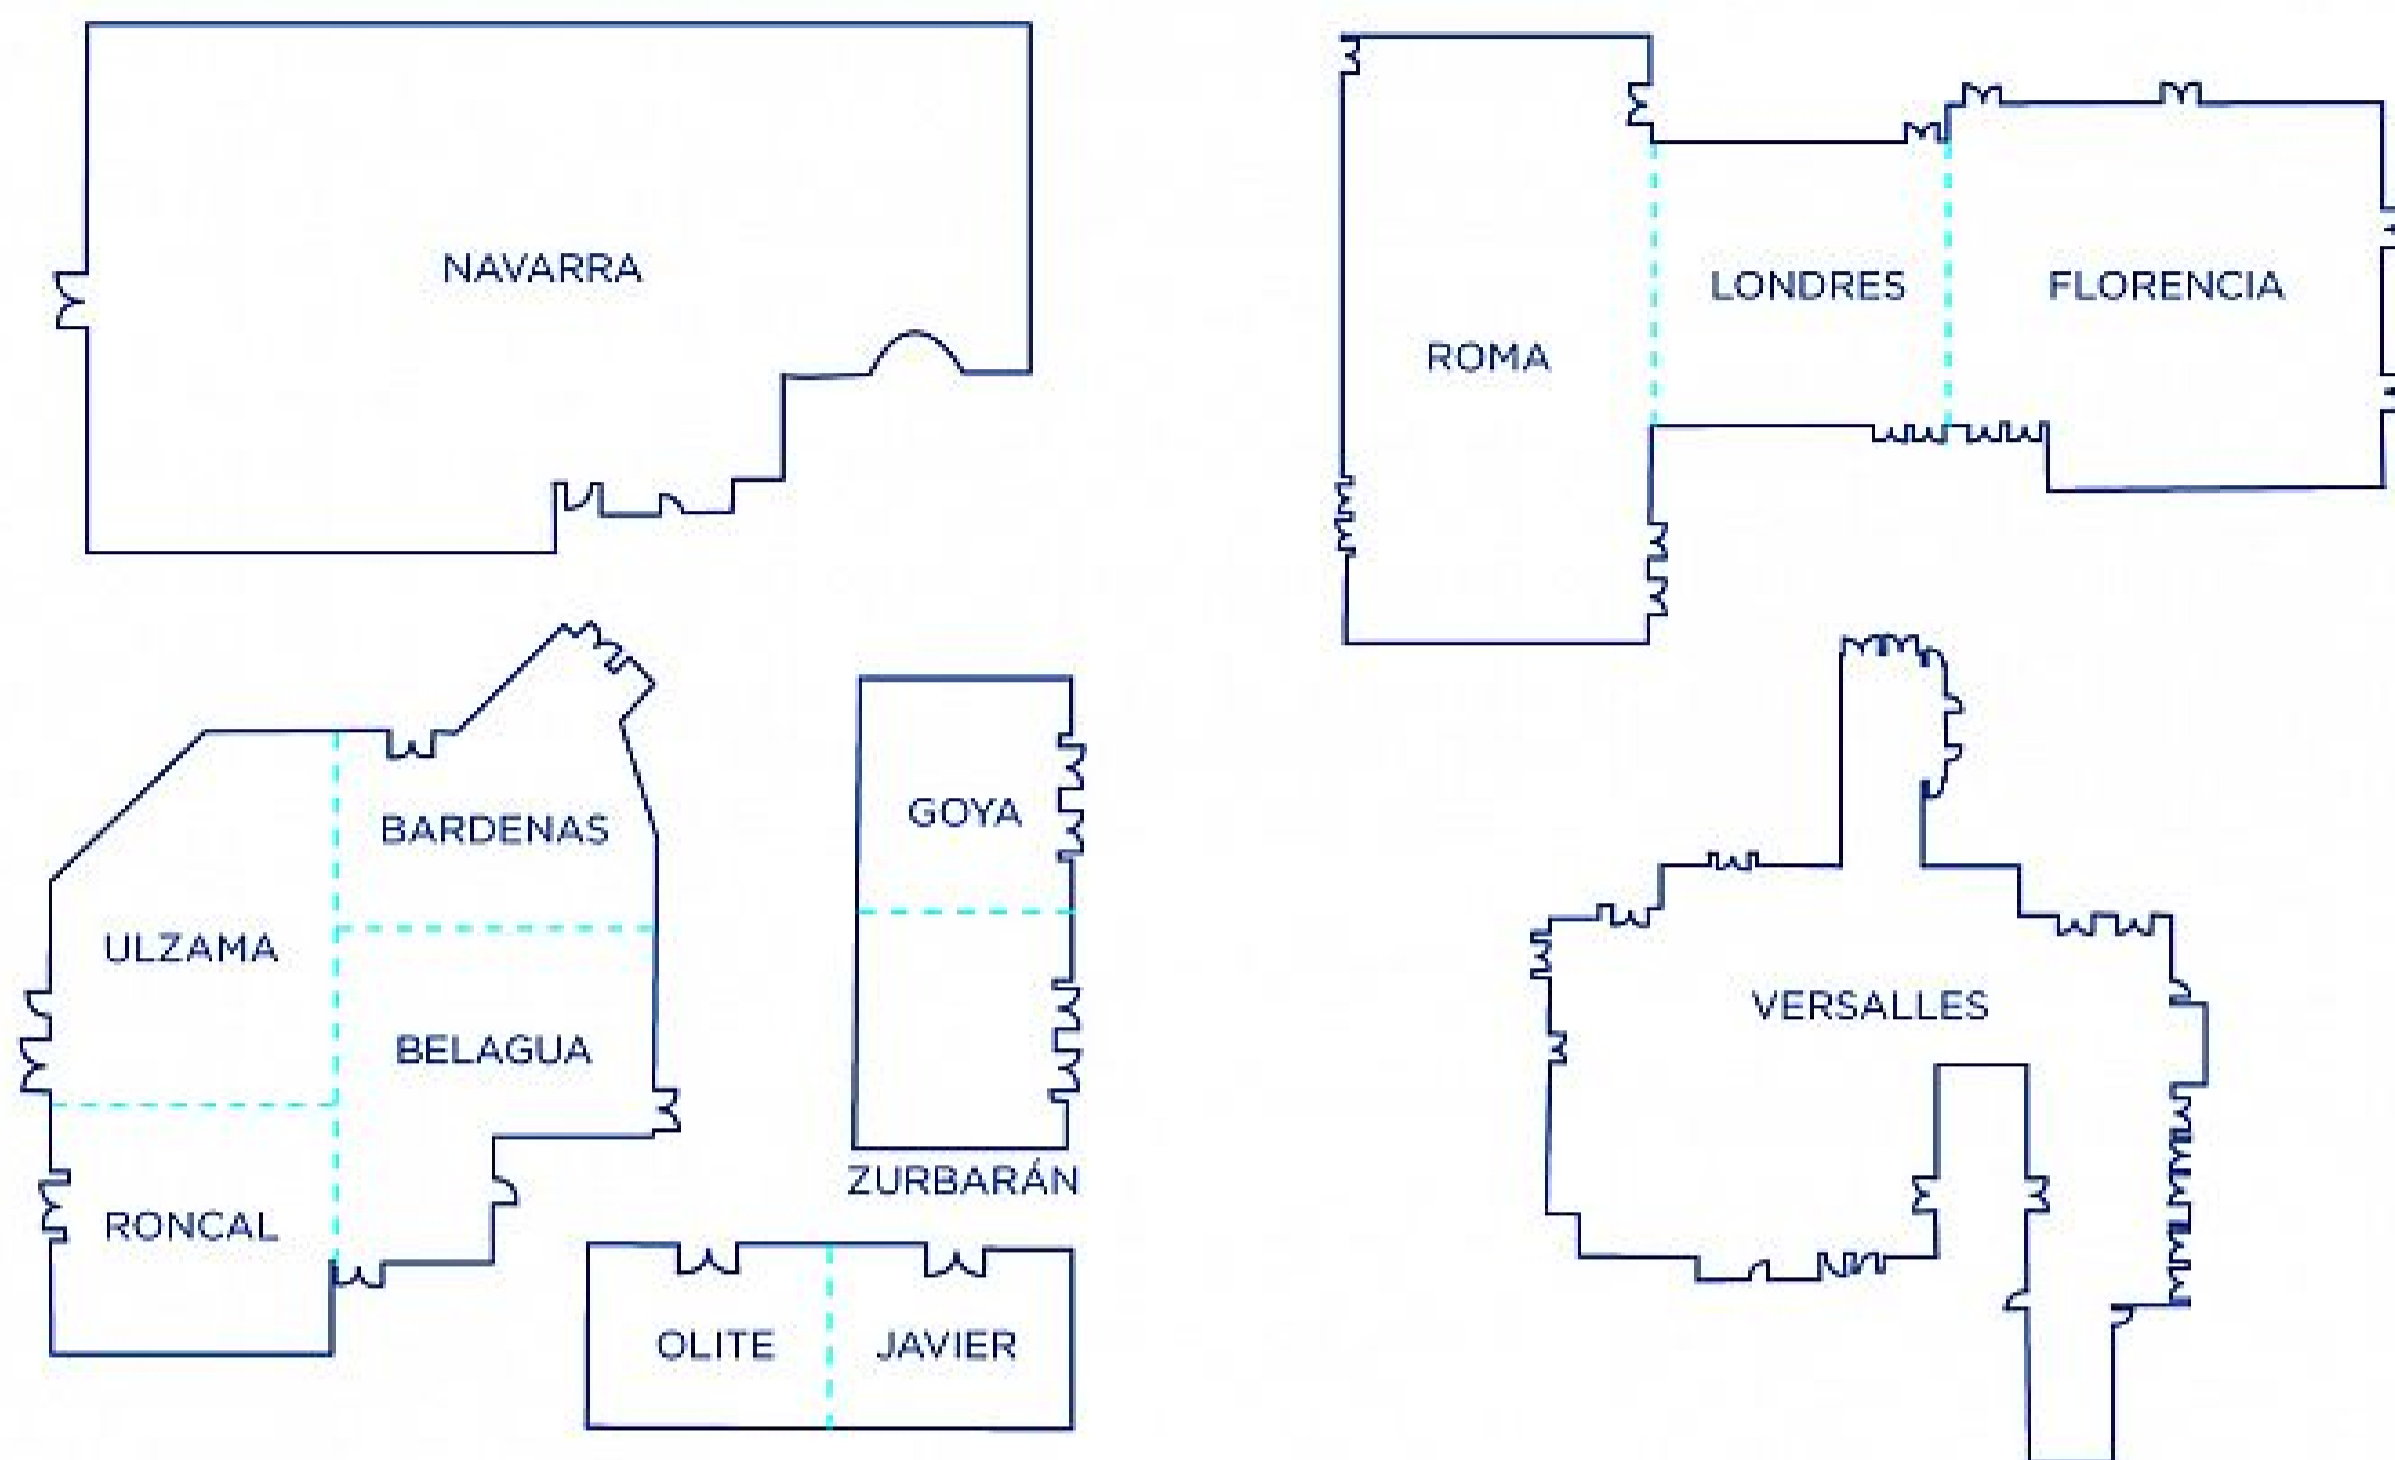 NAVARRA
ROMA
LONDRES
FLORENCIA
ULZAMA
BARDENAS
BELAGUA
RONCAL
GOYA
ZURBARÁN
OLITE
JAVIER
VERSALLES